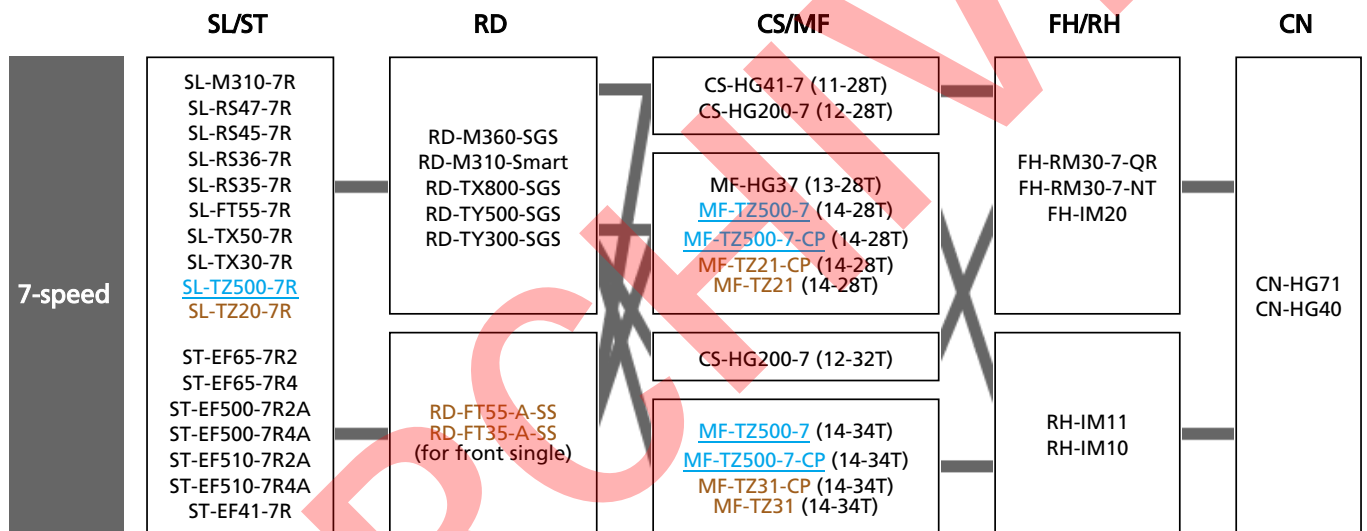 SL/ST
RD
CS/MF
FH/RH
CN
7-speed
SL-M310-7R
SL-RS47-7R
SL-RS45-7R
SL-RS36-7R
SL-RS35-7R
SL-FT55-7R
SL-TX50-7R
SL-TX30-7R
SL-TZ500-7R
SL-TZ20-7R
ST-EF65-7R2
ST-EF65-7R4
ST-EF500-7R2A
ST-EF500-7R4A
ST-EF510-7R2A
ST-EF510-7R4A
ST-EF41-7R
RD-M360-SGS
RD-M310-Smart
RD-TX800-SGS
RD-TY500-SGS
RD-TY300-SGS
RD-FT55-A-SS
RD-FT35-A-SS
(for front single)
CS-HG41-7 (11-28T)
CS-HG200-7 (12-28T)
MF-HG37 (13-28T)
MF-TZ500-7 (14-28T)
MF-TZ500-7-CP (14-28T)
MF-TZ21-CP (14-28T)
MF-TZ21 (14-28T)
CS-HG200-7 (12-32T)
MF-TZ500-7 (14-34T)
MF-TZ500-7-CP (14-34T)
MF-TZ31-CP (14-34T)
MF-TZ31 (14-34T)
FH-RM30-7-QR
FH-RM30-7-NT
FH-IM20
RH-IM11
RH-IM10
CN-HG71
CN-HG40